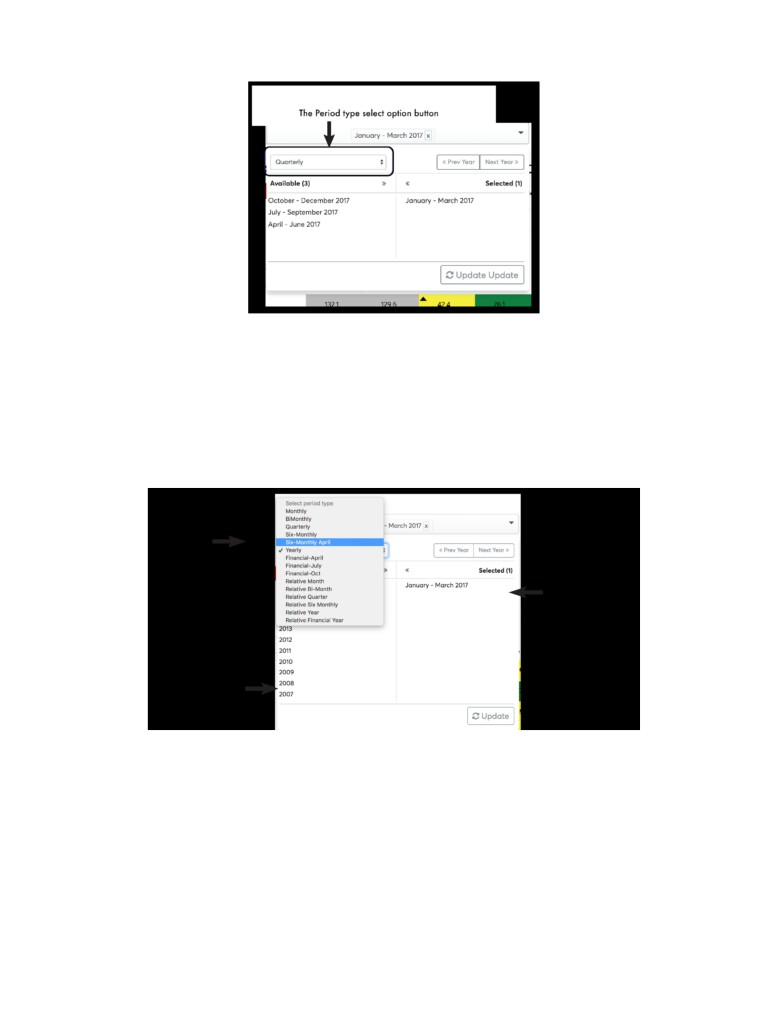 The Period type select option button
January - March 2017 x
Quarterly
< Prev Year Next Year >
Available (3) » « Selected (1)
October - December 2017 January - March 2017
July - September 2017
April - June 2017
Update Update
132.1 129.6 42.4 76.1
Select period type
Monthly
BiMonthly
Quarterly
Six-Monthly
- March 2017 x
Six-Monthly April
✓ Yearly
< Prev Year Next Year >
Financial-April
Financial-July
Financial-Oct
» « Selected (1)
Relative Month
Relative Bi-Month
January - March 2017
Relative Quarter
Relative Six Monthly
Relative Year
Relative Financial Year
2013
2012
2011
2010
2009
2008
2007
Update